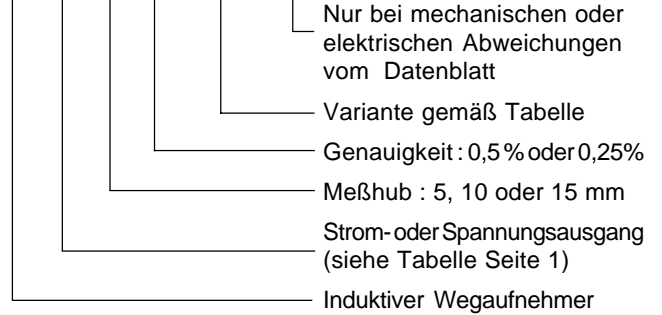 Nur bei mechanischen oder
elektrischen Abweichungen
vom Datenblatt
Variante gemäß Tabelle
Genauigkeit : 0,5 % oder 0,25%
Meßhub : 5, 10 oder 15 mm
Strom- oder Spannungsausgang
(siehe Tabelle Seite 1)
Induktiver Wegaufnehmer